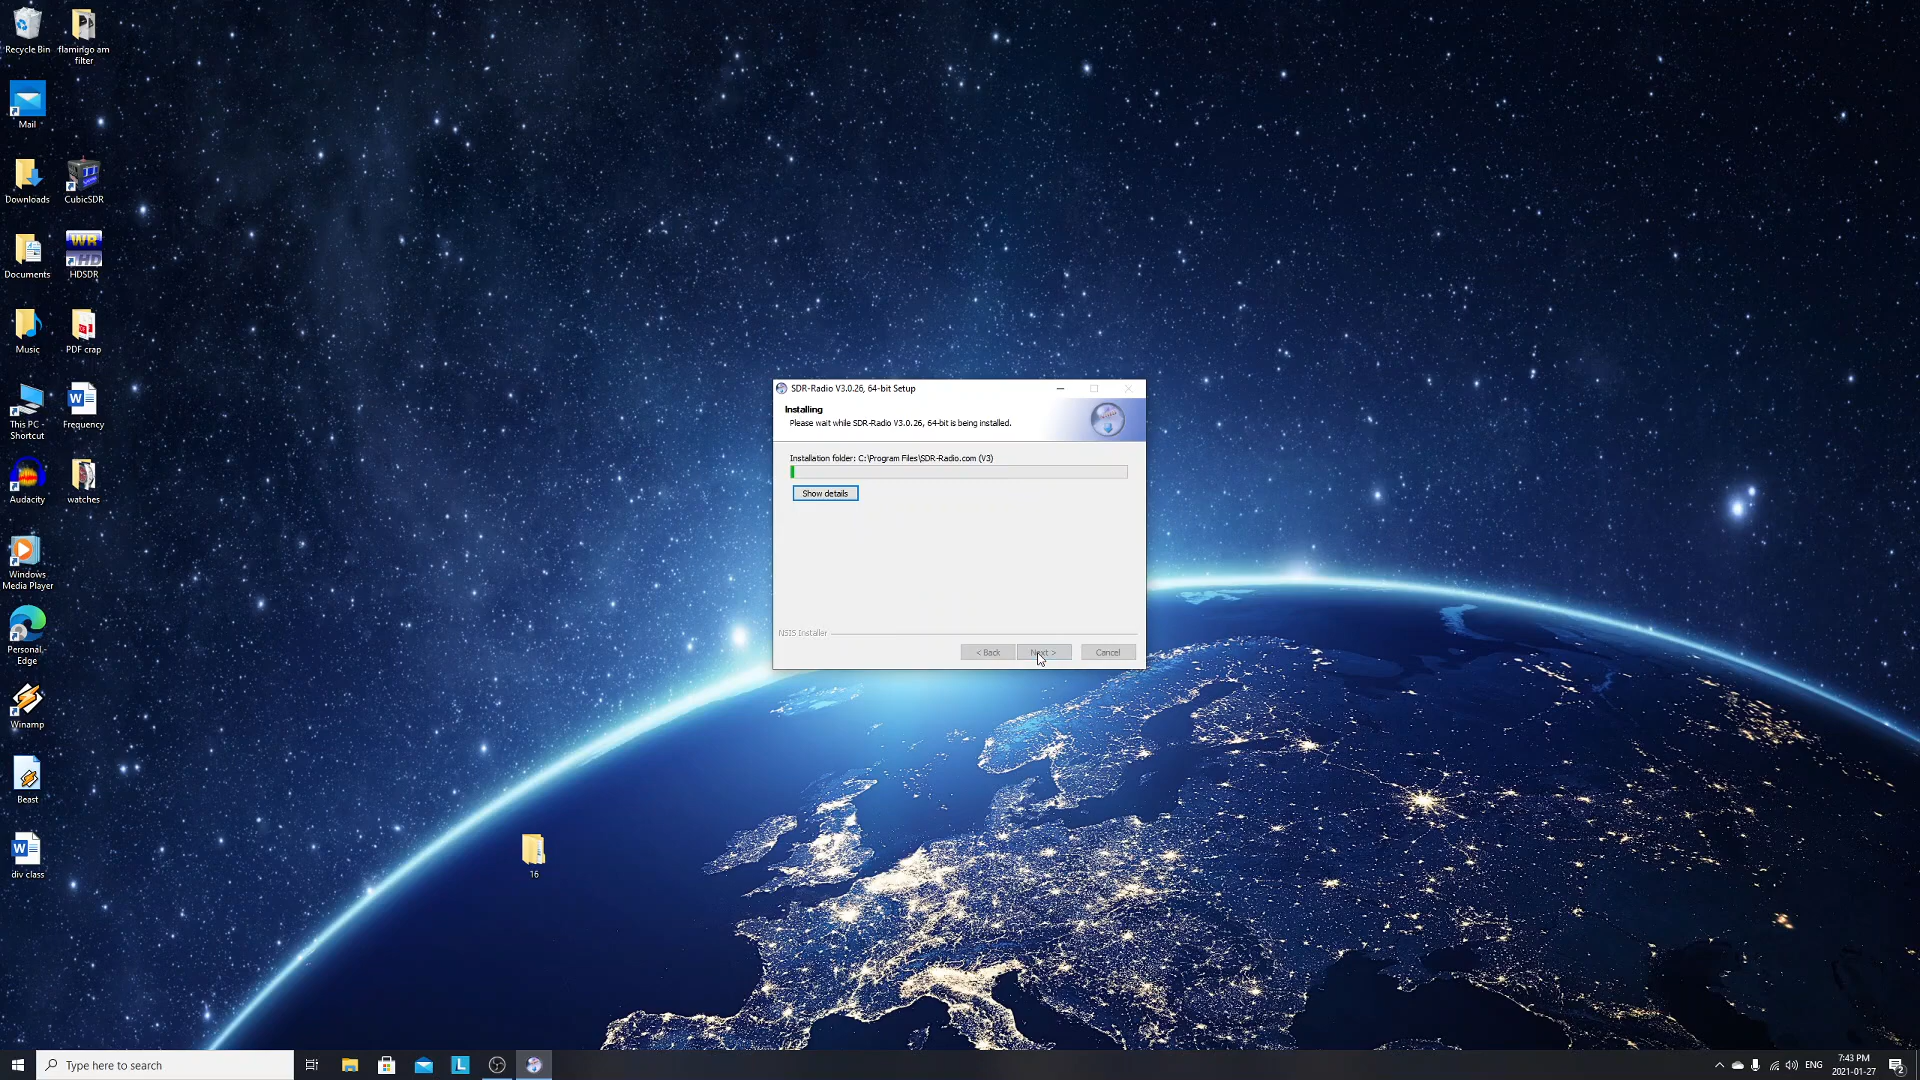 Recycle Bin
flamingo am
filter
Mail
Downloads
CubicSDR
Documents
WR
HD
HDSDR
Music
PDF crap
This PC -
Shortcut
Frequency
Audacity
watches
Windows
Media Player
Personal -
Edge
Winamp
Beast
div class
16
SDR-Radio V3.0.26, 64-bit Setup
Installing
Please wait while SDR-Radio V3.0.26, 64-bit is being installed.
Installation folder: C:\Program Files\SDR-Radio.com (V3)
Show details
NSIS Installer
< Back
Next >
Cancel
Type here to search
L
ENG
7:43 PM
2021-01-27
2